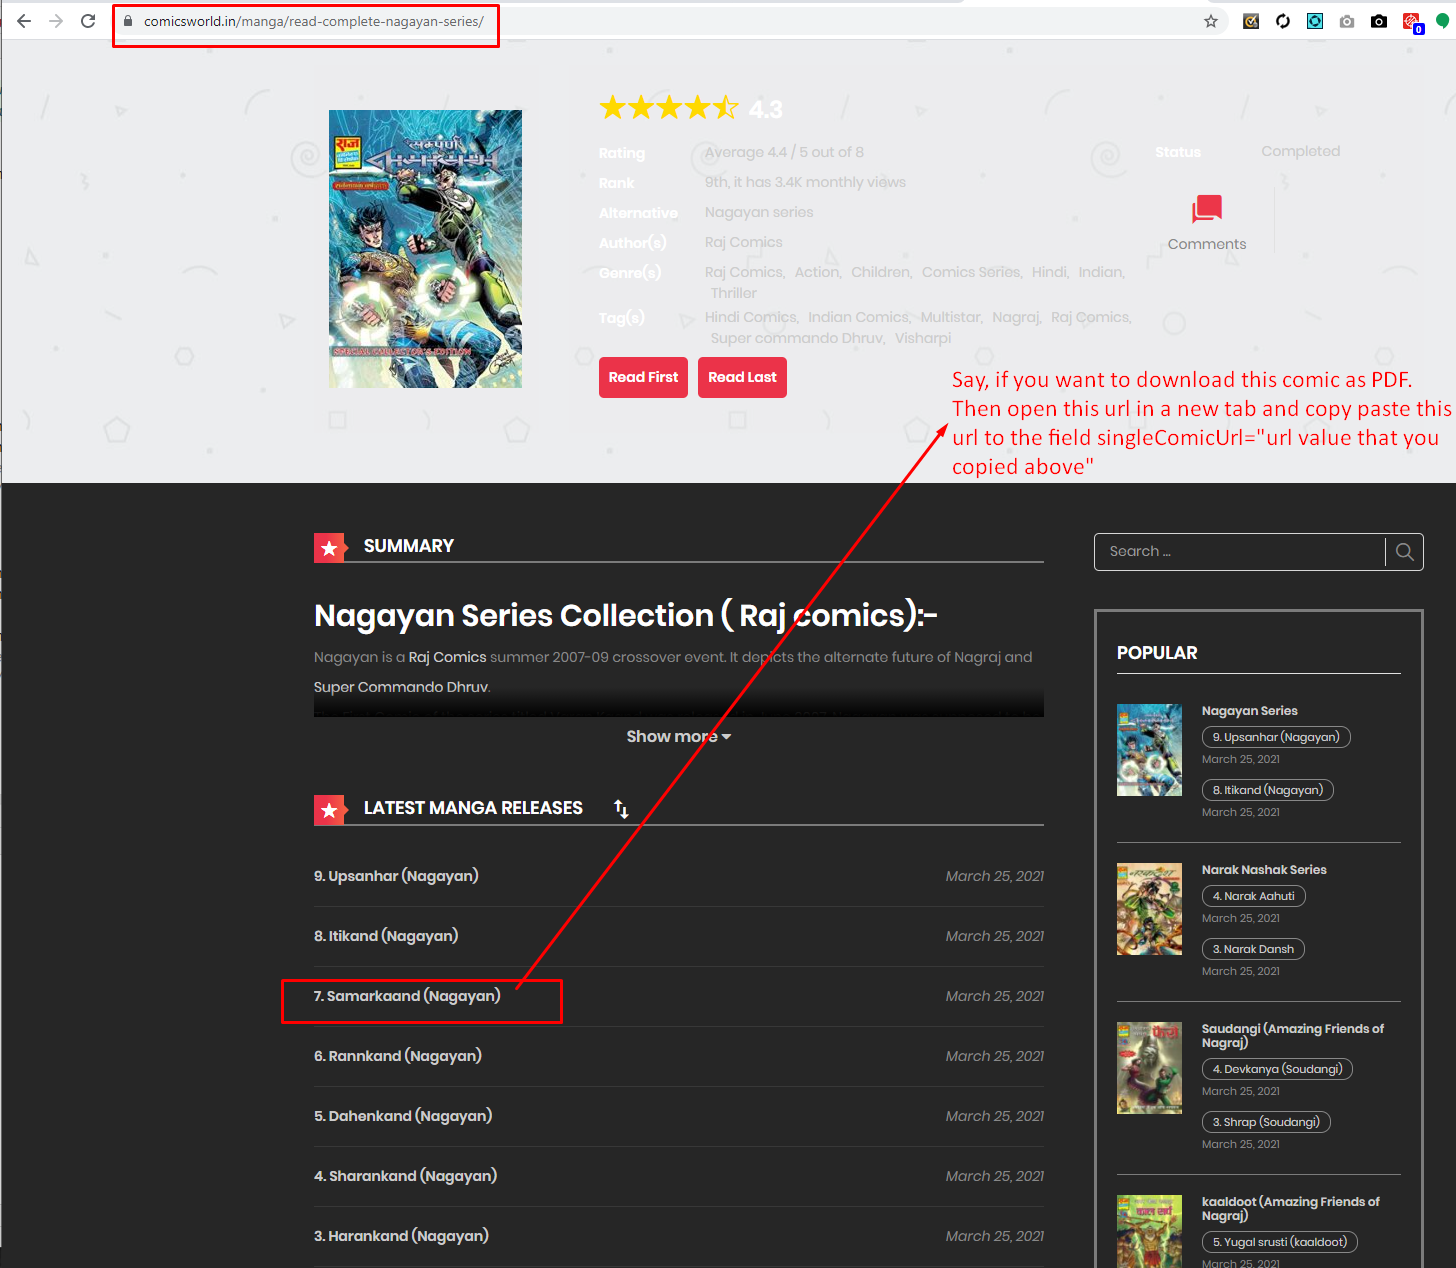 comicsworld.in/manga/read-complete-nagayan-series/
0
राज
सम्पूर्ण
नागायण
SPECIAL COLLECTOR'S EDITION
4.3
Rating Average 4.4 / 5 out of 8
Rank 9th, it has 3.4K monthly views
Alternative Nagayan series
Author(s) Raj Comics
Genre(s) Raj Comics, Action, Children, Comics Series, Hindi, Indian,
Thriller
Tag(s) Hindi Comics, Indian Comics, Multistar, Nagraj, Raj Comics,
Super commando Dhruv, Visharpi
Status Completed
Comments
Read First Read Last
Say, if you want to download this comic as PDF.
Then open this url in a new tab and copy paste this
url to the field singleComicUrl="url value that you
copied above"
SUMMARY
Nagayan Series Collection ( Raj comics):-
Nagayan is a Raj Comics summer 2007-09 crossover event. It depicts the alternate future of Nagraj and
Super Commando Dhruv.
Show more
LATEST MANGA RELEASES
9. Upsanhar (Nagayan) March 25, 2021
8. Itikand (Nagayan) March 25, 2021
7. Samarkaand (Nagayan) March 25, 2021
6. Rannkand (Nagayan) March 25, 2021
5. Dahenkand (Nagayan) March 25, 2021
4. Sharankand (Nagayan) March 25, 2021
3. Harankand (Nagayan) March 25, 2021
Search ...
POPULAR
Nagayan Series
9. Upsanhar (Nagayan)
March 25, 2021
8. Itikand (Nagayan)
March 25, 2021
Narak Nashak Series
4. Narak Aahuti
March 25, 2021
3. Narak Dansh
March 25, 2021
Saudangi (Amazing Friends of
Nagraj)
4. Devkanya (Soudangi)
March 25, 2021
3. Shrap (Soudangi)
March 25, 2021
kaaldoot (Amazing Friends of
Nagraj)
5. Yugal srusti (kaaldoot)
March 25, 2021